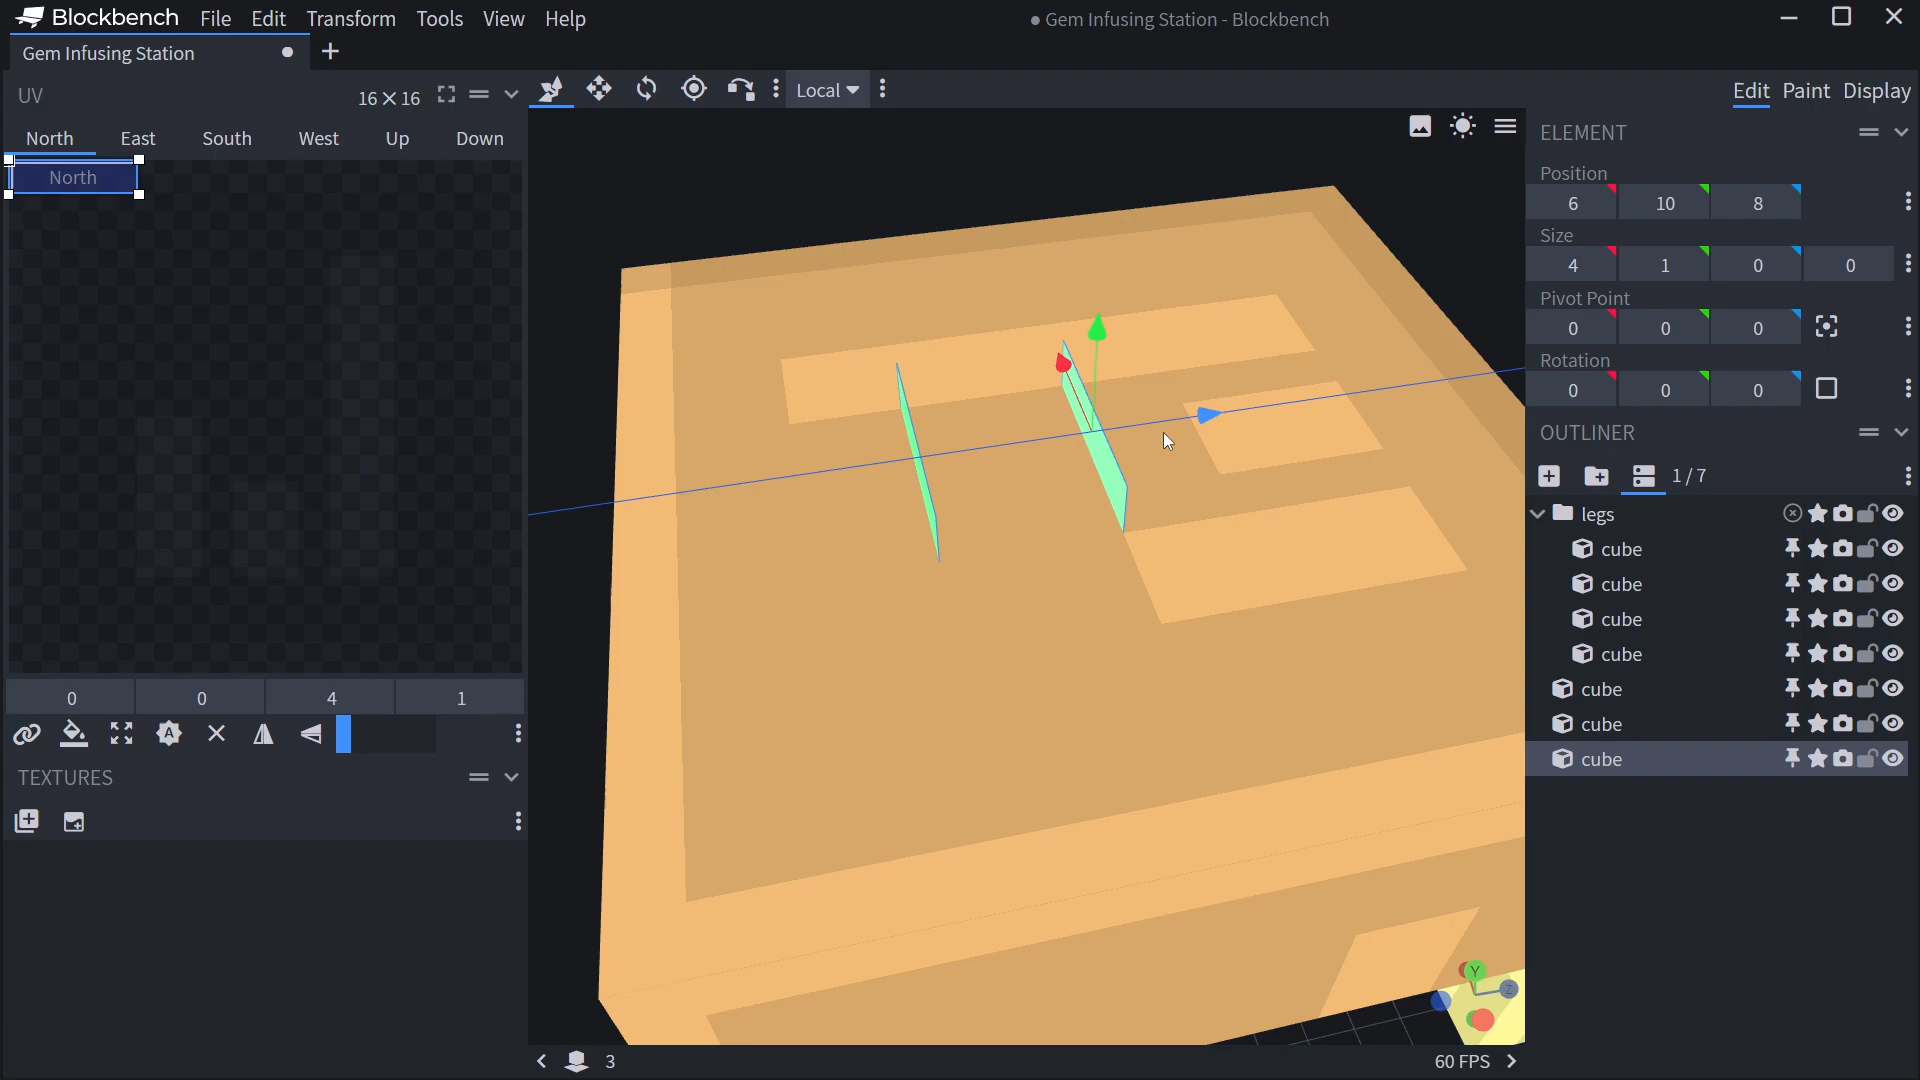 Blockbench File Edit Transform Tools View Help
● Gem Infusing Station - Blockbench
Gem Infusing Station
UV 16 × 16
Local
Edit Paint Display
North East South West Up Down
North
ELEMENT
Position
6 10 8
Size
4 1 0 0
Pivot Point
0 0 0
Rotation
0 0 0
OUTLINER
1 / 7
legs
cube
cube
cube
cube
cube
cube
cube
0 0 4 1
A
TEXTURES
Y
Z
3
60 FPS